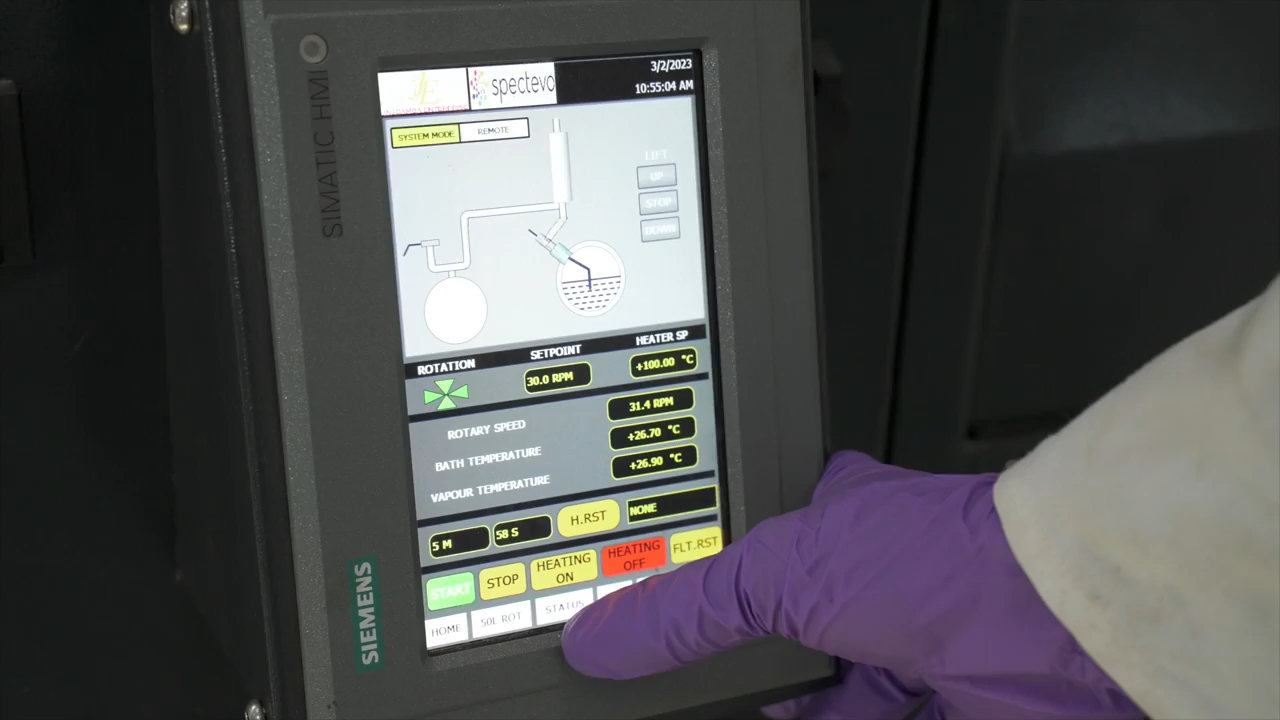 SIMATIC HMI
SIEMENS
JE
spectevo
3/2/2023
10:55:04 AM
SYSTEM MODE REMOTE
LIFT
UP
STOP
DOWN
ROTATION SETPOINT HEATER SP
30.0 RPM +100.00 °C
ROTARY SPEED 31.4 RPM
BATH TEMPERATURE +26.70 °C
VAPOUR TEMPERATURE +26.90 °C
5 M 58 S H.RST NONE
START STOP HEATING ON HEATING OFF FLT.RST
HOME 50L ROT STATUS